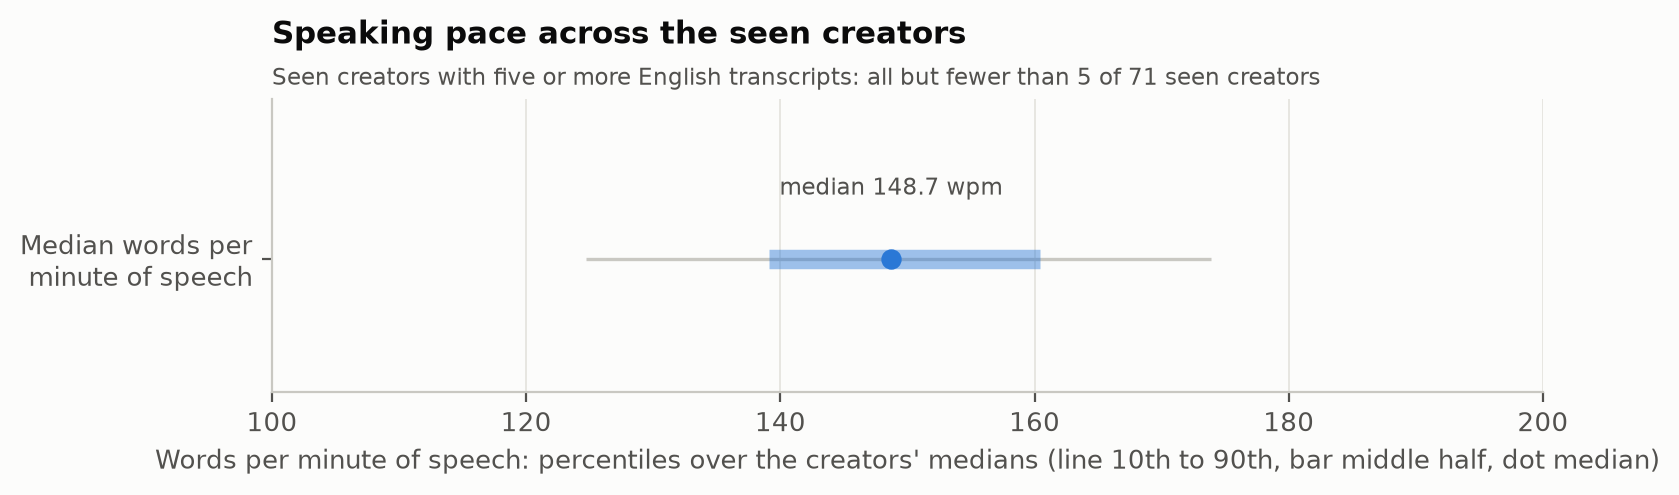 Speaking pace across the seen creators
Seen creators with five or more English transcripts: all but fewer than 5 of 71 seen creators
median 148.7 wpm
Median words per
minute of speech
100 120 140 160 180 200
Words per minute of speech: percentiles over the creators' medians (line 10th to 90th, bar middle half, dot median)